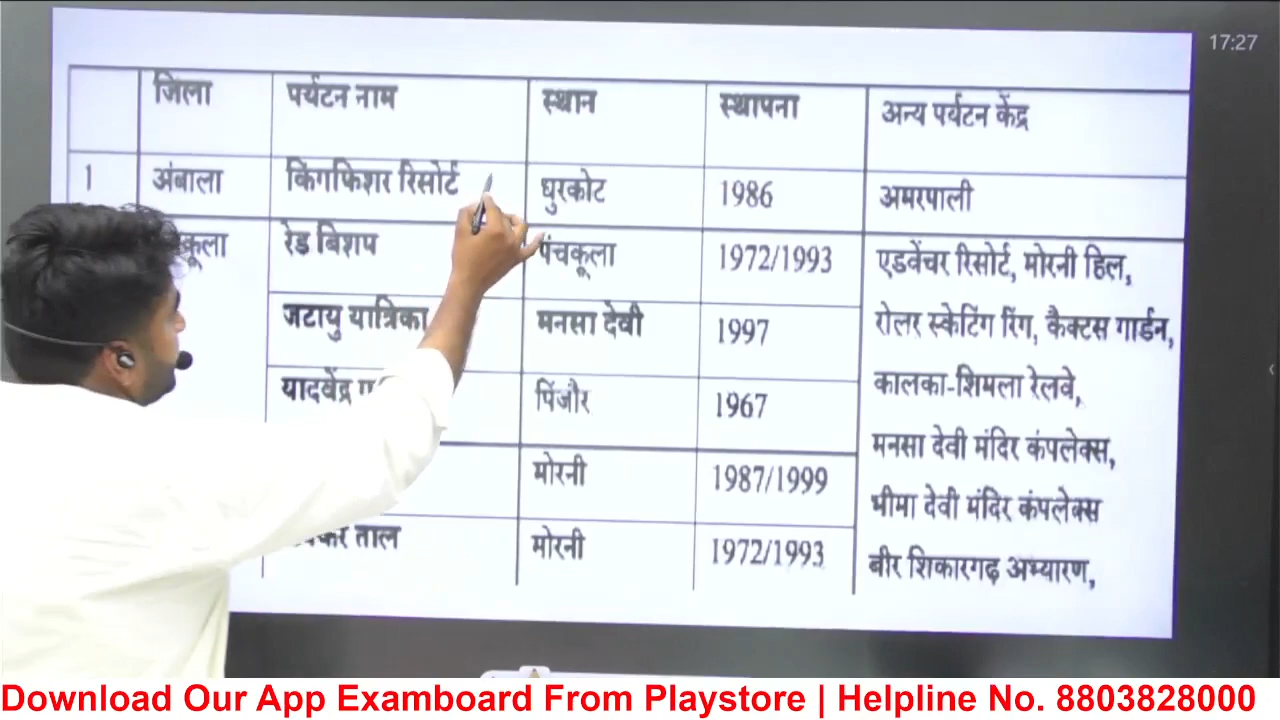 17:27
जिला पर्यटन नाम स्थान स्थापना अन्य पर्यटन केंद्र
1 अंबाला किंगफिशर रिसोर्ट धुरकोट 1986 अमरपाली
रेड बिशप पंचकूला 1972/1993 एडवेंचर रिसोर्ट, मोरनी हिल,
जटायु यात्रिका मनसा देवी 1997 रोलर स्केटिंग रिंग, कैक्टस गार्डन,
यादवेंद्र पिंजौर 1967 कालका-शिमला रेलवे,
मोरनी 1987/1999 मनसा देवी मंदिर कंपलेक्स,
भीमा देवी मंदिर कंपलेक्स
ताल मोरनी 1972/1993 बीर शिकारगढ़ अभ्यारण,
Download Our App Examboard From Playstore | Helpline No. 8803828000